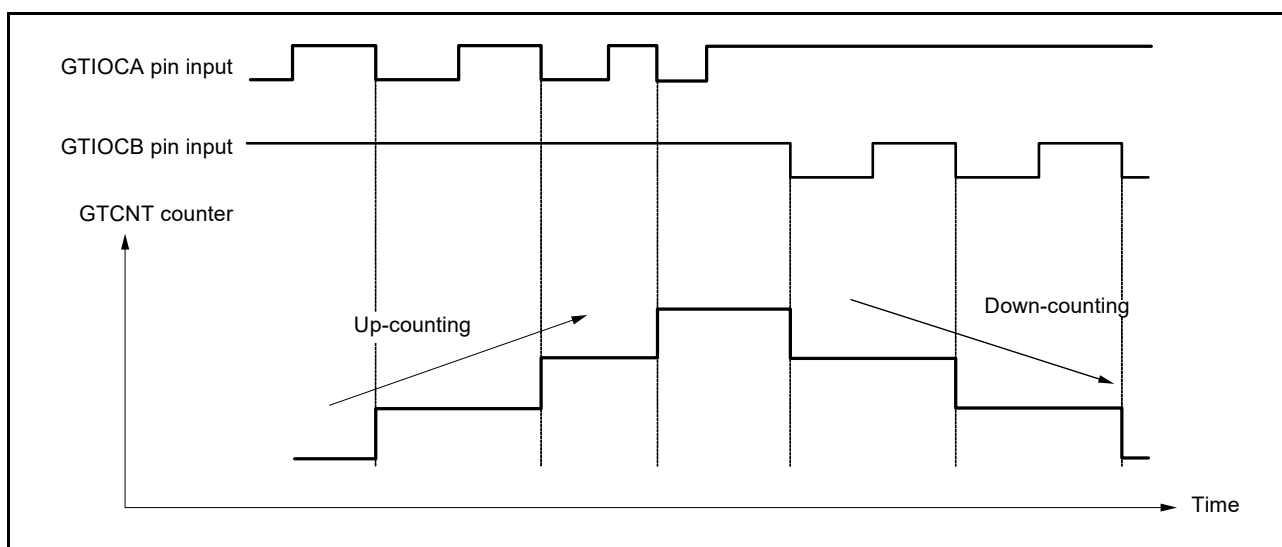 GTIOCA pin input
GTIOCB pin input
GTCNT counter
Up-counting
Down-counting
Time